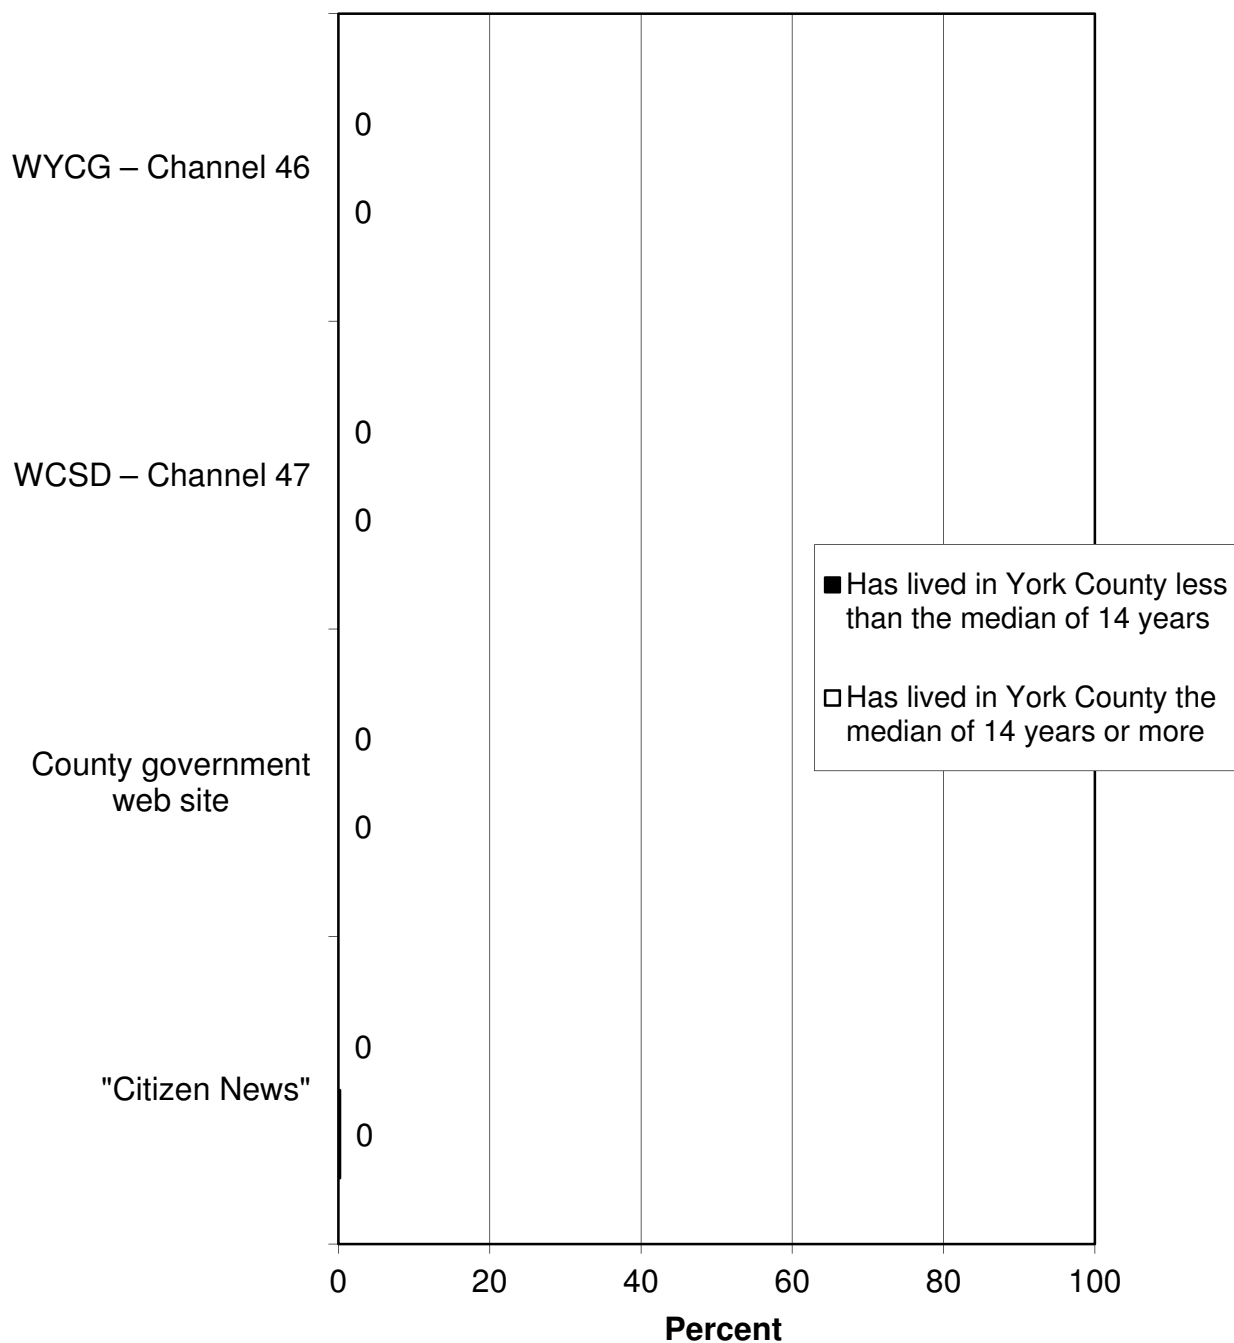 0
WYCG – Channel 46
0
0
WCSD – Channel 47
0
Has lived in York County less
than the median of 14 years
Has lived in York County the
median of 14 years or more
0
County government
web site
0
0
"Citizen News"
0
0 20 40 60 80 100
Percent